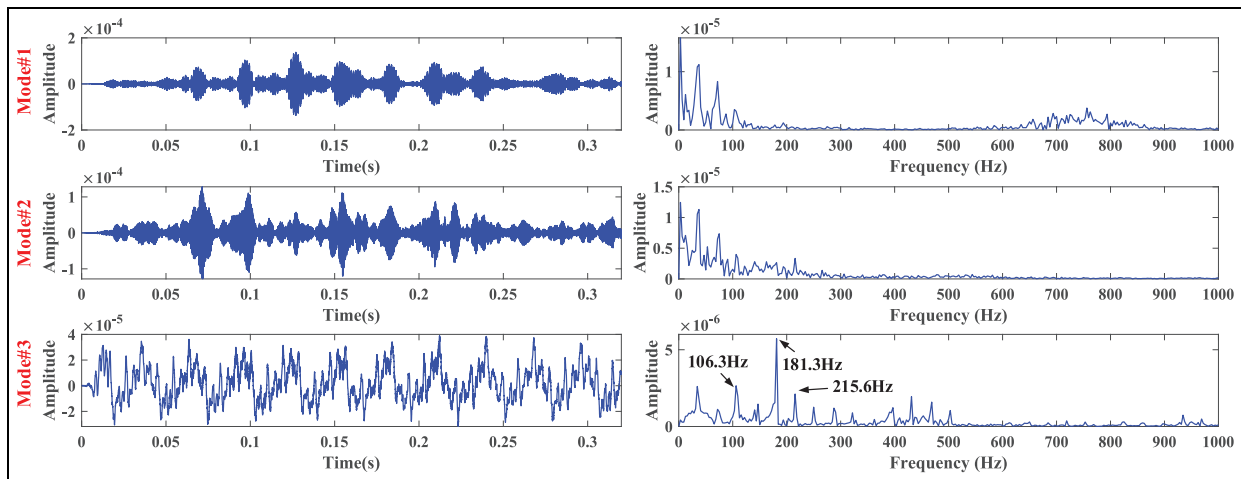 ×10⁻⁴
Mode#1
Amplitude
2
0
-2
0 0.05 0.1 0.15 0.2 0.25 0.3
Time(s)
×10⁻⁵
Amplitude
1
0
0 100 200 300 400 500 600 700 800 900 1000
Frequency (Hz)
×10⁻⁴
Mode#2
Amplitude
1
0
-1
0 0.05 0.1 0.15 0.2 0.25 0.3
Time(s)
×10⁻⁵
Amplitude
1.5
1
0.5
0
0 100 200 300 400 500 600 700 800 900 1000
Frequency (Hz)
×10⁻⁵
Mode#3
Amplitude
4
2
0
-2
0 0.05 0.1 0.15 0.2 0.25 0.3
Time(s)
×10⁻⁶
Amplitude
5
0
106.3Hz
181.3Hz
215.6Hz
0 100 200 300 400 500 600 700 800 900 1000
Frequency (Hz)